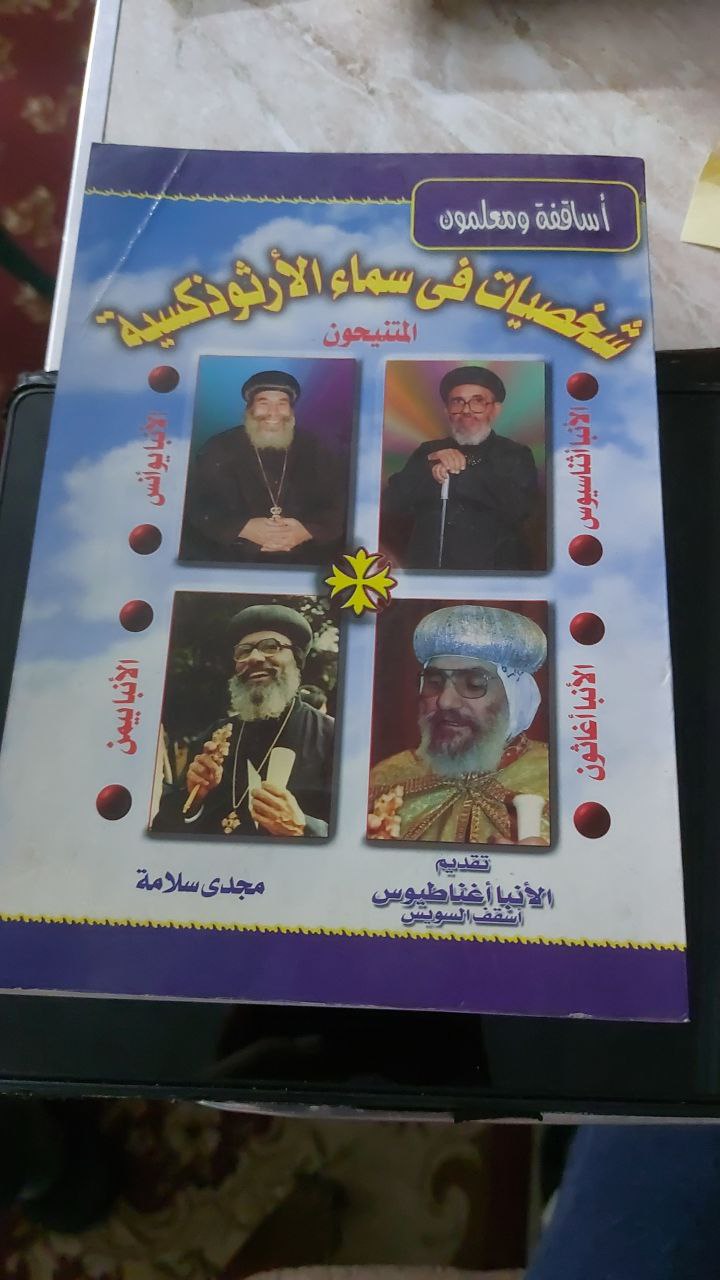 أساقفة ومعلمون
شخصيات فى سماء الأرثوذكسية
المتنيحون
الأنبا أثناسيوس
الأنبا يوأنس
الأنبا أغاثون
الأنبا بيمن
تقديم
الأنبا أغناطيوس
أسقف السويس
مجدى سلامة